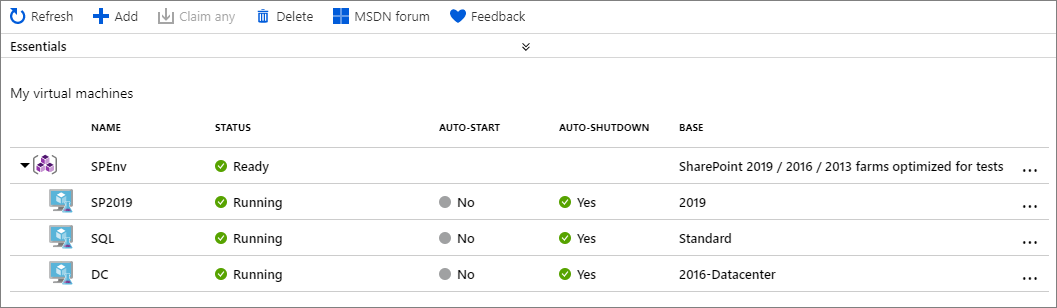 Refresh Add Claim any Delete MSDN forum Feedback
Essentials
My virtual machines
NAME STATUS AUTO-START AUTO-SHUTDOWN BASE
SPEnv Ready SharePoint 2019 / 2016 / 2013 farms optimized for tests ...
SP2019 Running No Yes 2019 ...
SQL Running No Yes Standard ...
DC Running No Yes 2016-Datacenter ...